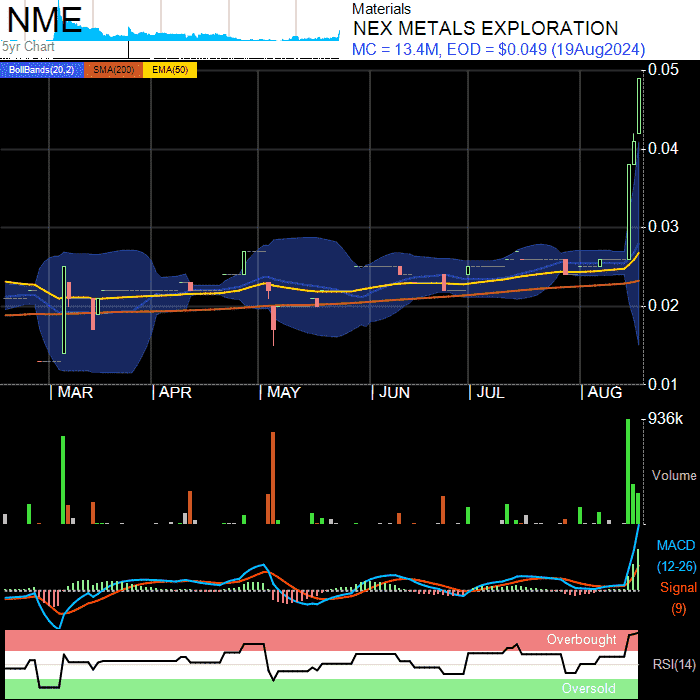 NME
5yr Chart
Materials
NEX METALS EXPLORATION
MC = 13.4M, EOD = $0.049 (19Aug2024)
BollBands(20,2) SMA(200) EMA(50)
0.05
0.04
0.03
0.02
0.01
MAR APR MAY JUN JUL AUG
936k
Volume
MACD
(12-26)
Signal
(9)
Overbought
RSI(14)
Oversold